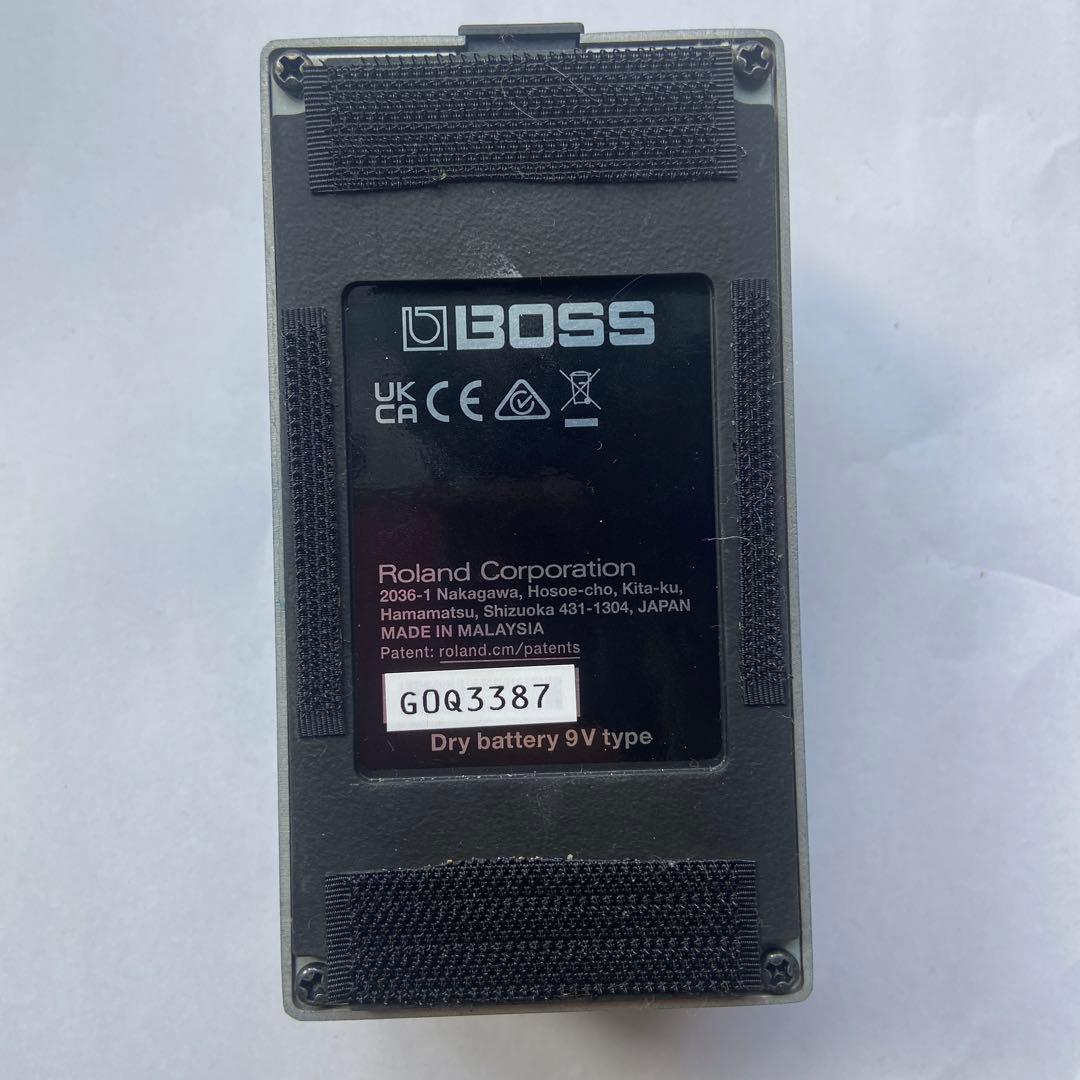 BOSS
UK
CA CE
Roland Corporation
2036-1 Nakagawa, Hosoe-cho, Kita-ku,
Hamamatsu, Shizuoka 431-1304, JAPAN
MADE IN MALAYSIA
Patent: roland.cm/patents
G0Q3387
Dry battery 9V type